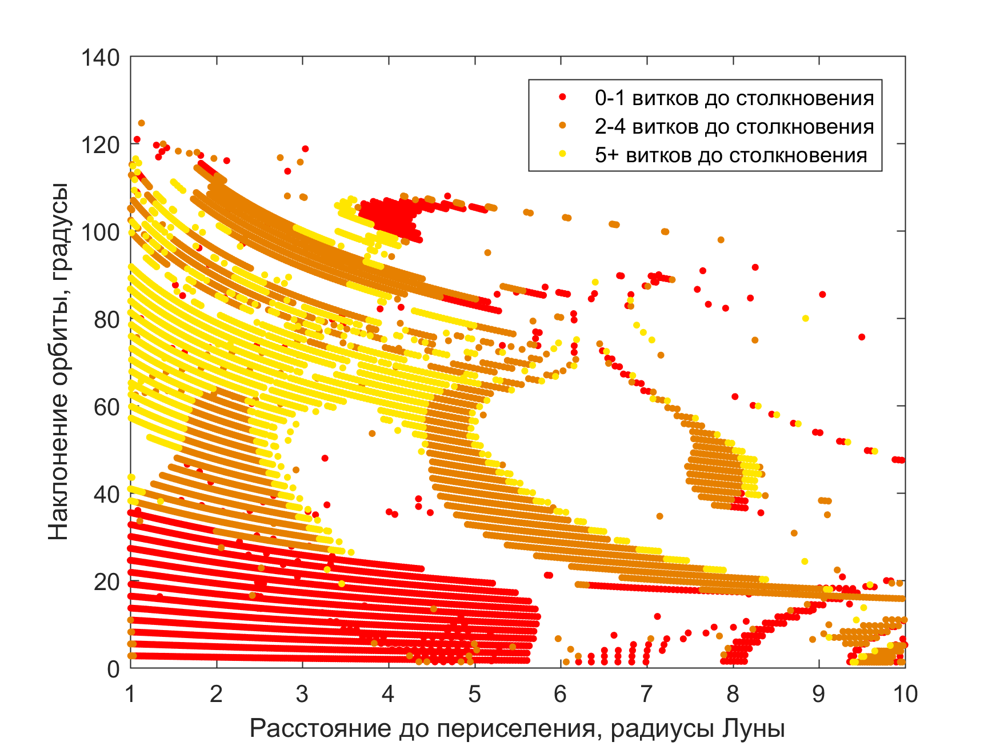 140
120
100
80
60
40
20
0
Наклонение орбиты, градусы
0-1 витков до столкновения
2-4 витков до столкновения
5+ витков до столкновения
1 2 3 4 5 6 7 8 9 10
Расстояние до периселения, радиусы Луны